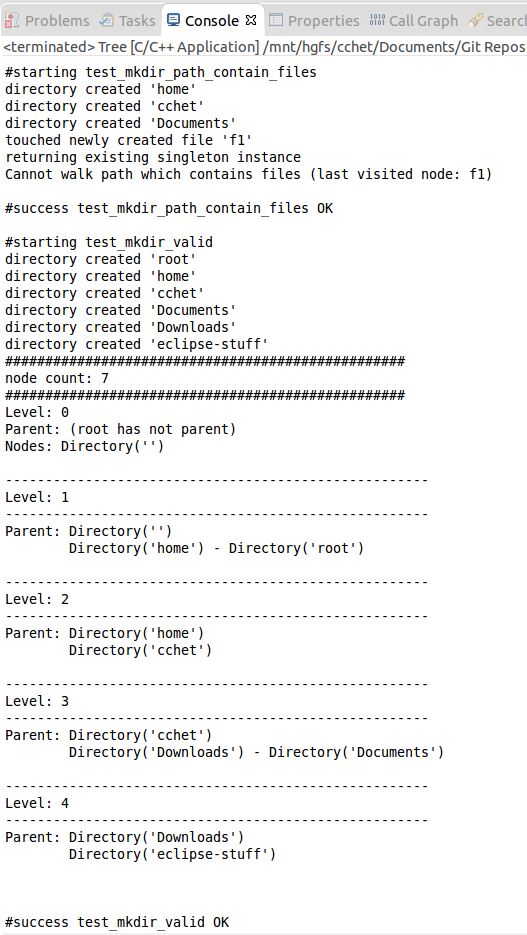 Problems Tasks Console Properties Call Graph Searc
<terminated> Tree [C/C++ Application] /mnt/hgfs/cchet/Documents/Git Repos
#starting test_mkdir_path_contain_files
directory created 'home'
directory created 'cchet'
directory created 'Documents'
touched newly created file 'f1'
returning existing singleton instance
Cannot walk path which contains files (last visited node: f1)
#success test_mkdir_path_contain_files OK
#starting test_mkdir_valid
directory created 'root'
directory created 'home'
directory created 'cchet'
directory created 'Documents'
directory created 'Downloads'
directory created 'eclipse-stuff'
##################################################
node count: 7
##################################################
Level: 0
Parent: (root has not parent)
Nodes: Directory('')
-----------------------------------------------------
Level: 1
-----------------------------------------------------
Parent: Directory('')
Directory('home') - Directory('root')
-----------------------------------------------------
Level: 2
-----------------------------------------------------
Parent: Directory('home')
Directory('cchet')
-----------------------------------------------------
Level: 3
-----------------------------------------------------
Parent: Directory('cchet')
Directory('Downloads') - Directory('Documents')
-----------------------------------------------------
Level: 4
-----------------------------------------------------
Parent: Directory('Downloads')
Directory('eclipse-stuff')
#success test_mkdir_valid OK